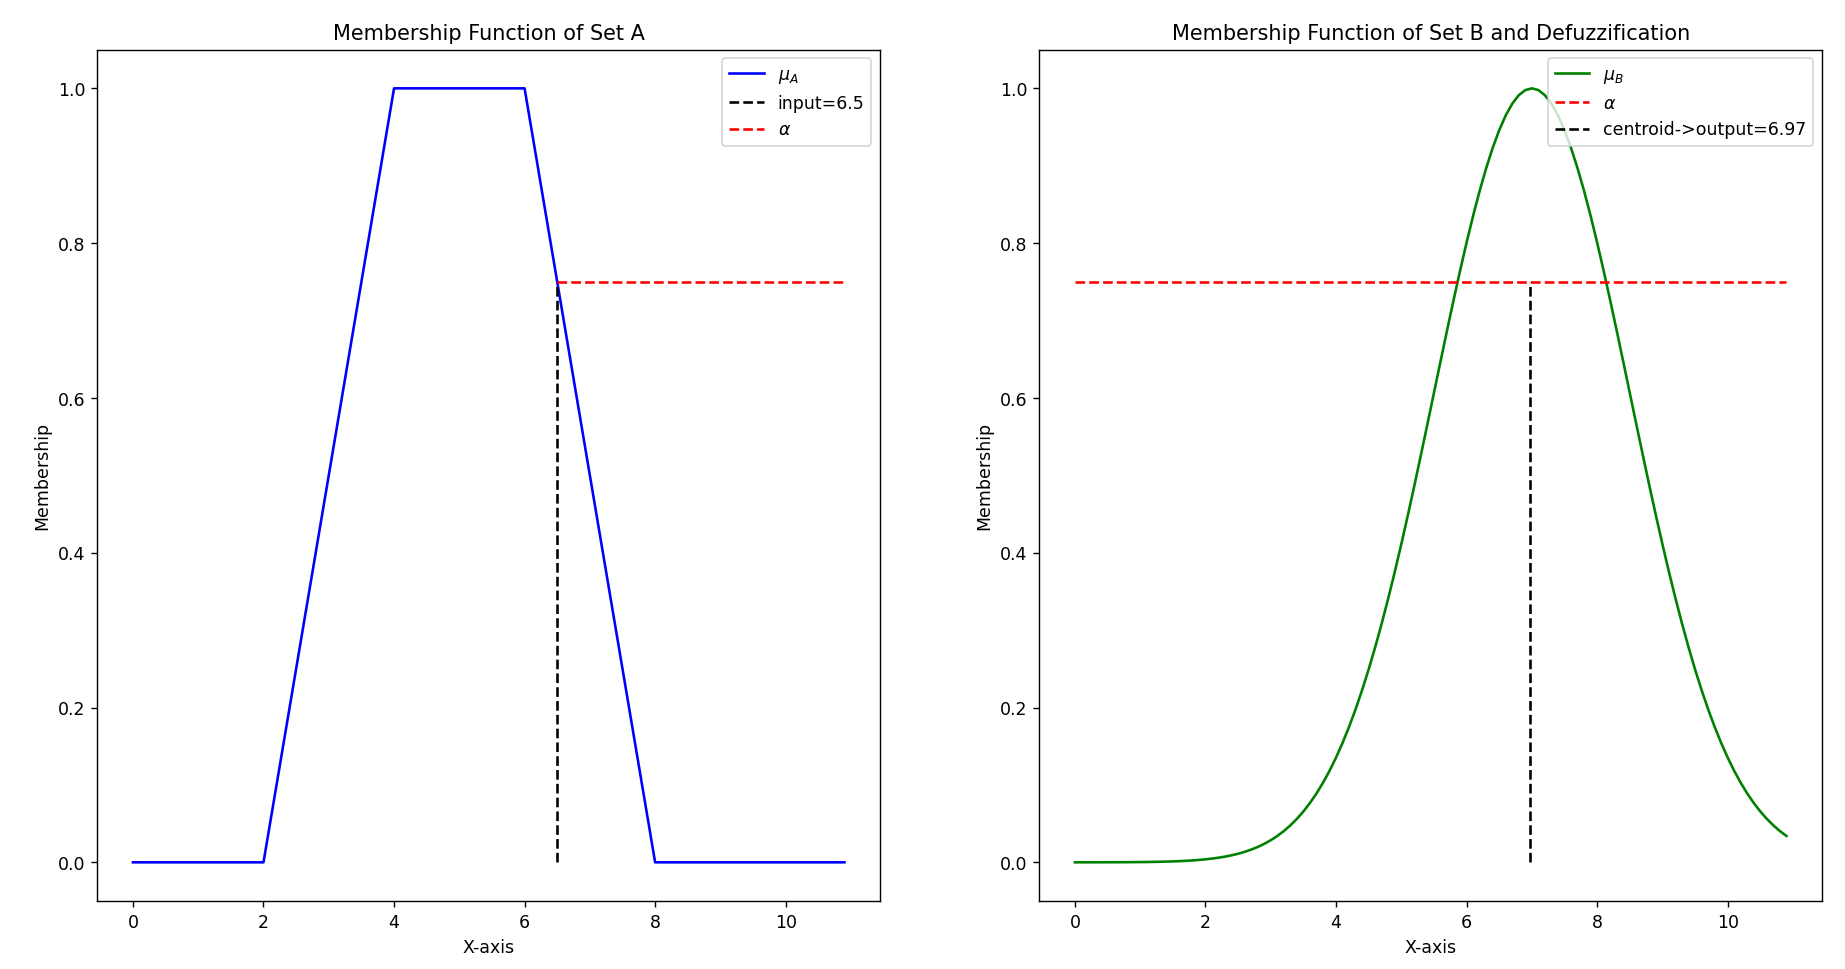 Membership Function of Set A
μA
input=6.5
α
1.0
0.8
0.6
0.4
0.2
0.0
Membership
0 2 4 6 8 10
X-axis
Membership Function of Set B and Defuzzification
μB
α
centroid->output=6.97
1.0
0.8
0.6
0.4
0.2
0.0
Membership
0 2 4 6 8 10
X-axis